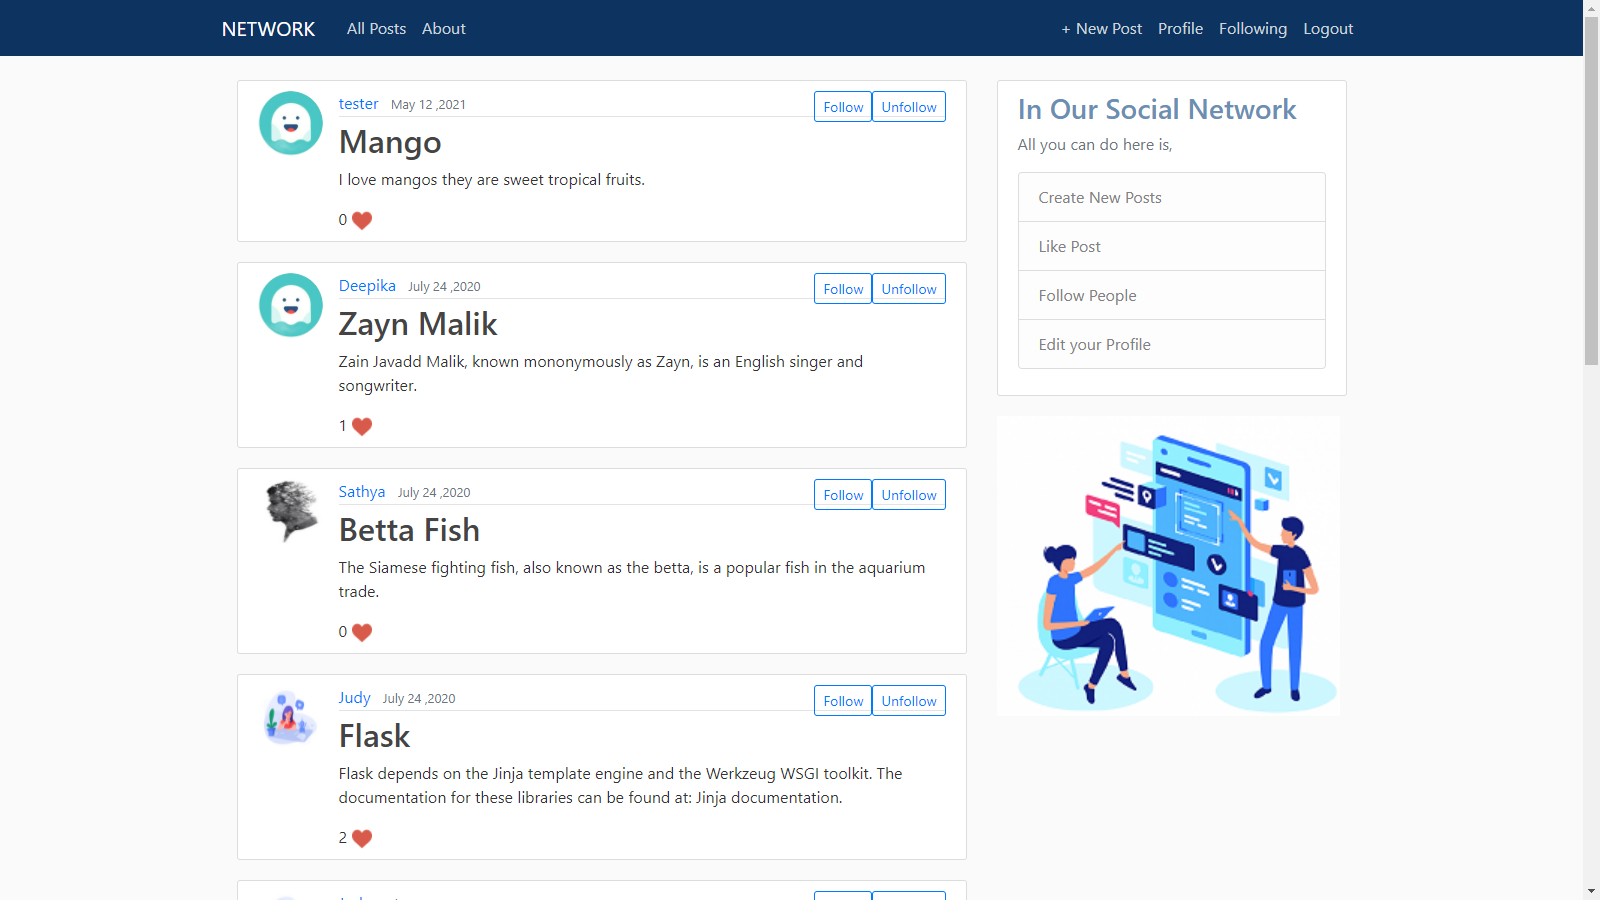 NETWORK All Posts About + New Post Profile Following Logout
tester May 12 ,2021 Follow Unfollow
Mango
I love mangos they are sweet tropical fruits.
0
Deepika July 24 ,2020 Follow Unfollow
Zayn Malik
Zain Javadd Malik, known mononymously as Zayn, is an English singer and
songwriter.
1
Sathya July 24 ,2020 Follow Unfollow
Betta Fish
The Siamese fighting fish, also known as the betta, is a popular fish in the aquarium
trade.
0
Judy July 24 ,2020 Follow Unfollow
Flask
Flask depends on the Jinja template engine and the Werkzeug WSGI toolkit. The
documentation for these libraries can be found at: Jinja documentation.
2
In Our Social Network
All you can do here is,
Create New Posts
Like Post
Follow People
Edit your Profile